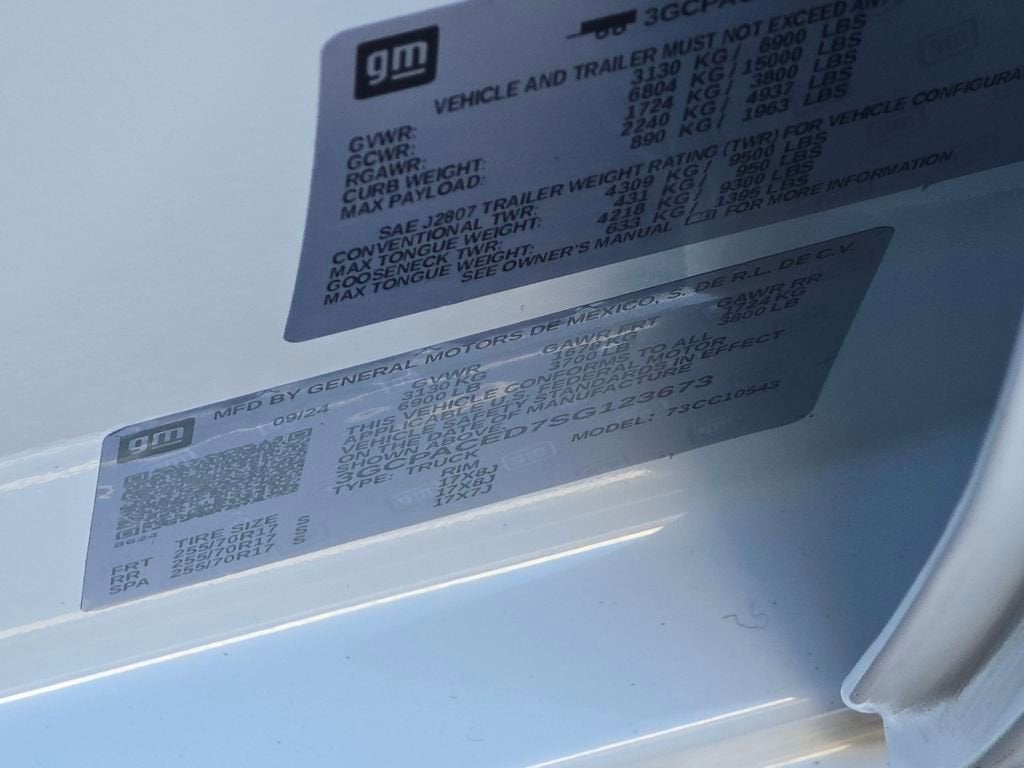 gm
3GCPAC
VEHICLE AND TRAILER MUST NOT EXCEED ANY
GVWR: 3130 KG/ 6900 LBS
GCWR: 6804 KG/ 15000 LBS
RGAWR: 1724 KG/ 3800 LBS
CURB WEIGHT: 2240 KG/ 4937 LBS
MAX PAYLOAD: 890 KG/ 1963 LBS
SAE J2807 TRAILER WEIGHT RATING (TWR) FOR VEHICLE CONFIGURA
CONVENTIONAL TWR: 4309 KG/ 9500 LBS
MAX TONGUE WEIGHT: 431 KG/ 950 LBS
GOOSENECK TWR: 4218 KG/ 9300 LBS
MAX TONGUE WEIGHT: 633 KG/ 1395 LBS
SEE OWNER'S MANUAL FOR MORE INFORMATION
gm
MFD BY GENERAL MOTORS DE MEXICO, S. DE R.L. DE C.V.
09/24
GVWR GAWR FRT GAWR RR
3130 KG 1678 KG 1724 KG
6900 LB 3700 LB 3800 LB
THIS VEHICLE CONFORMS TO ALL
APPLICABLE U.S. FEDERAL MOTOR
VEHICLE SAFETY STANDARDS IN EFFECT
ON THE DATE OF MANUFACTURE
SHOWN ABOVE.
3GCPACED7SG123673
TYPE: TRUCK MODEL: 73CC10543
8624
TIRE SIZE RIM
FRT 255/70R17 S 17X8J
RR 255/70R17 S 17X8J
SPA 255/70R17 S 17X7J